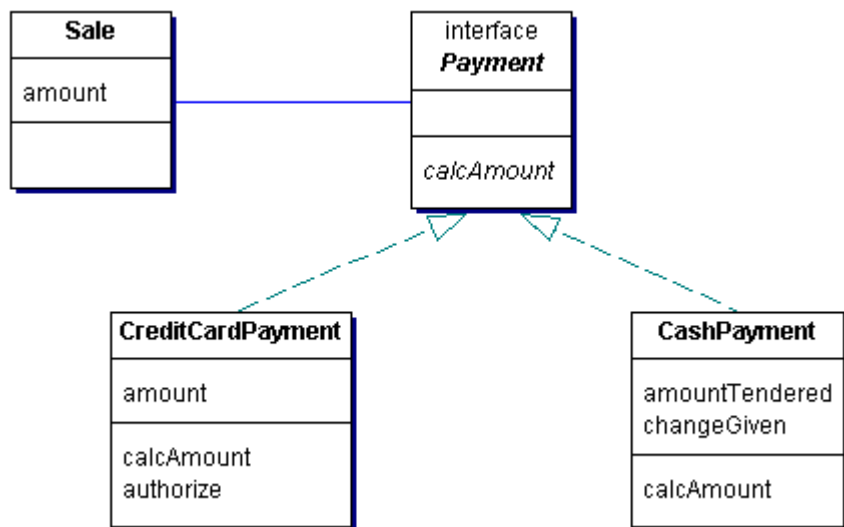 Sale
amount
interface
Payment
calcAmount
CreditCardPayment
amount
calcAmount
authorize
CashPayment
amountTendered
changeGiven
calcAmount